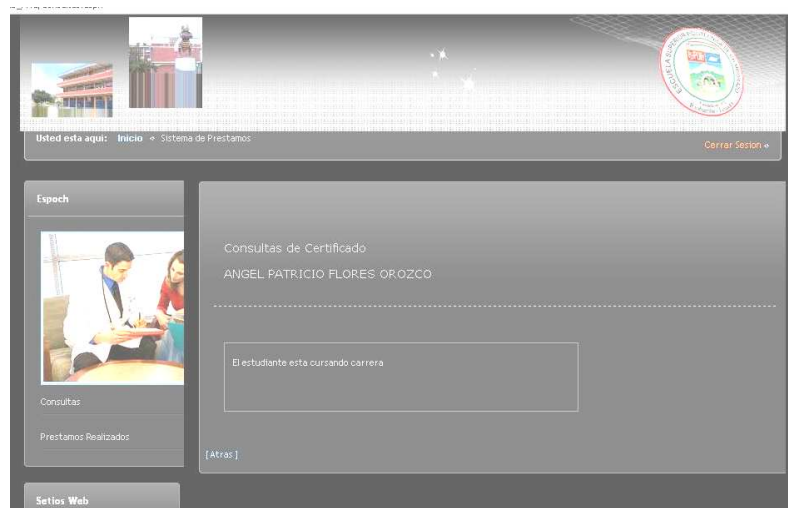 Usted esta aqui: Inicio Sistema de Prestamos
Cerrar Sesion
Espoch
Consultas de Certificado
ANGEL PATRICIO FLORES OROZCO
El estudiante esta cursando carrera
Consultas
Prestamos Realizados
[Atras]
Setios Web